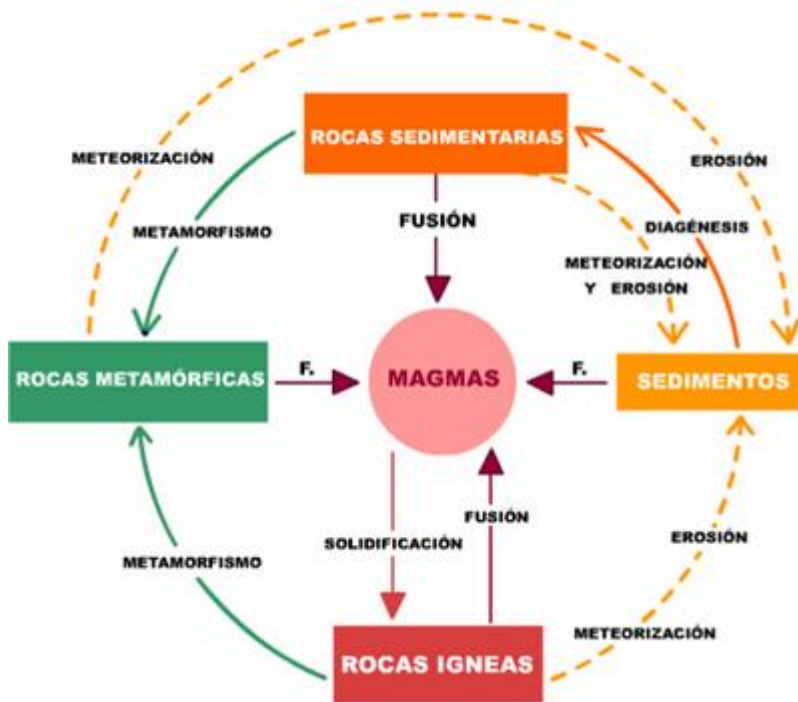 ROCAS SEDIMENTARIAS
METEORIZACIÓN
EROSIÓN
FUSIÓN
METAMORFISMO
DIAGÉNESIS
METEORIZACIÓN
Y EROSIÓN
ROCAS METAMÓRFICAS
F.
MAGMAS
F.
SEDIMENTOS
FUSIÓN
SOLIDIFICACIÓN
EROSIÓN
METAMORFISMO
METEORIZACIÓN
ROCAS IGNEAS